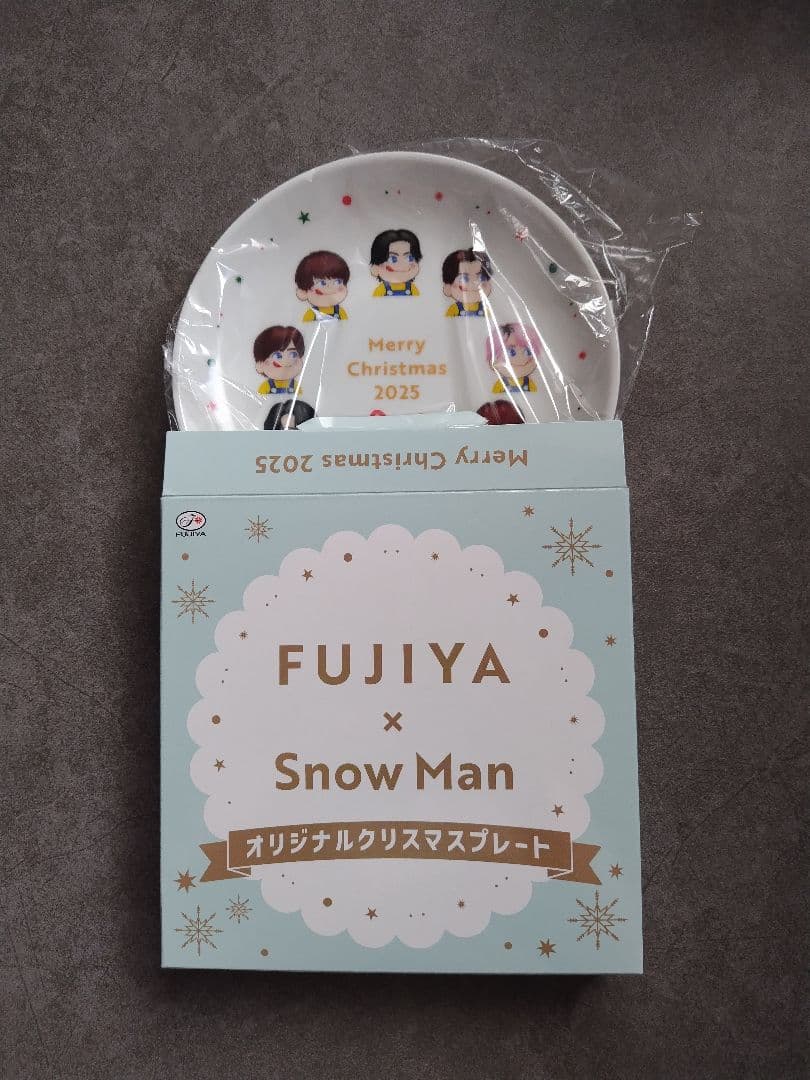 Merry
Christmas
2025
Merry Christmas 2025
FUJIYA
FUJIYA
×
Snow Man
オリジナルクリスマスプレート